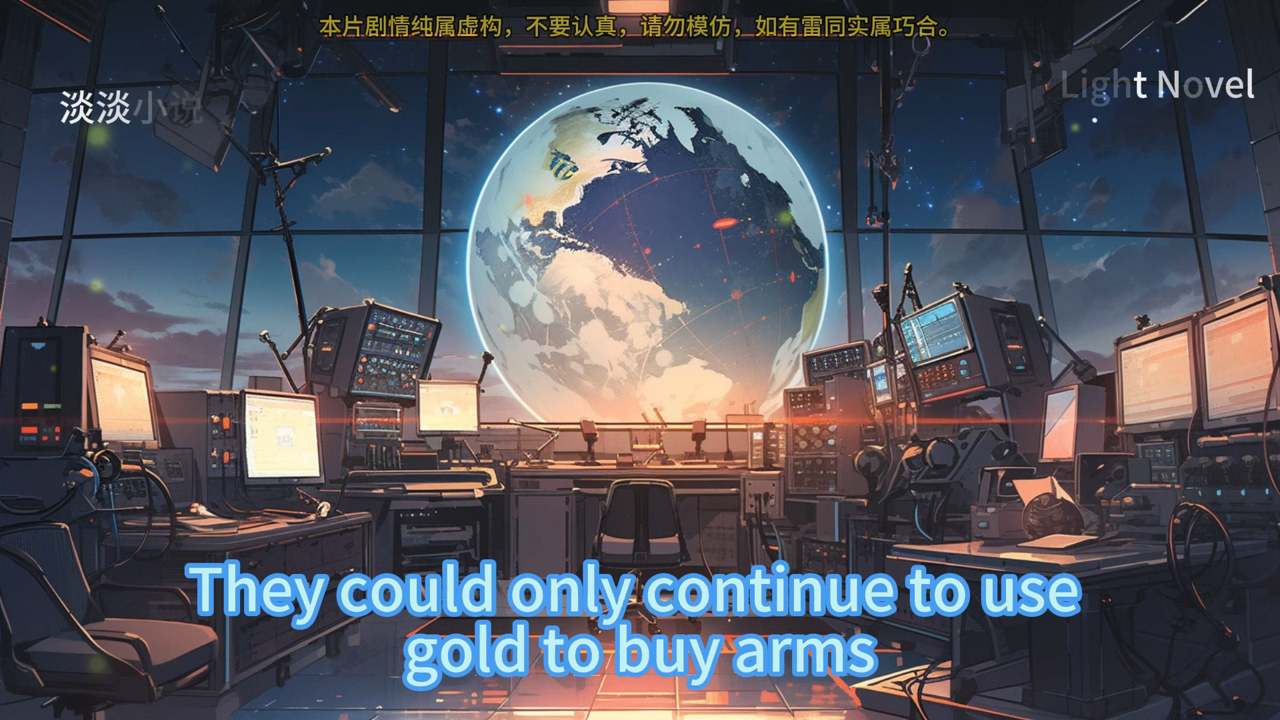 本片剧情纯属虚构，不要认真，请勿模仿，如有雷同实属巧合。
淡淡小说
Light Novel
They could only continue to use
gold to buy arms